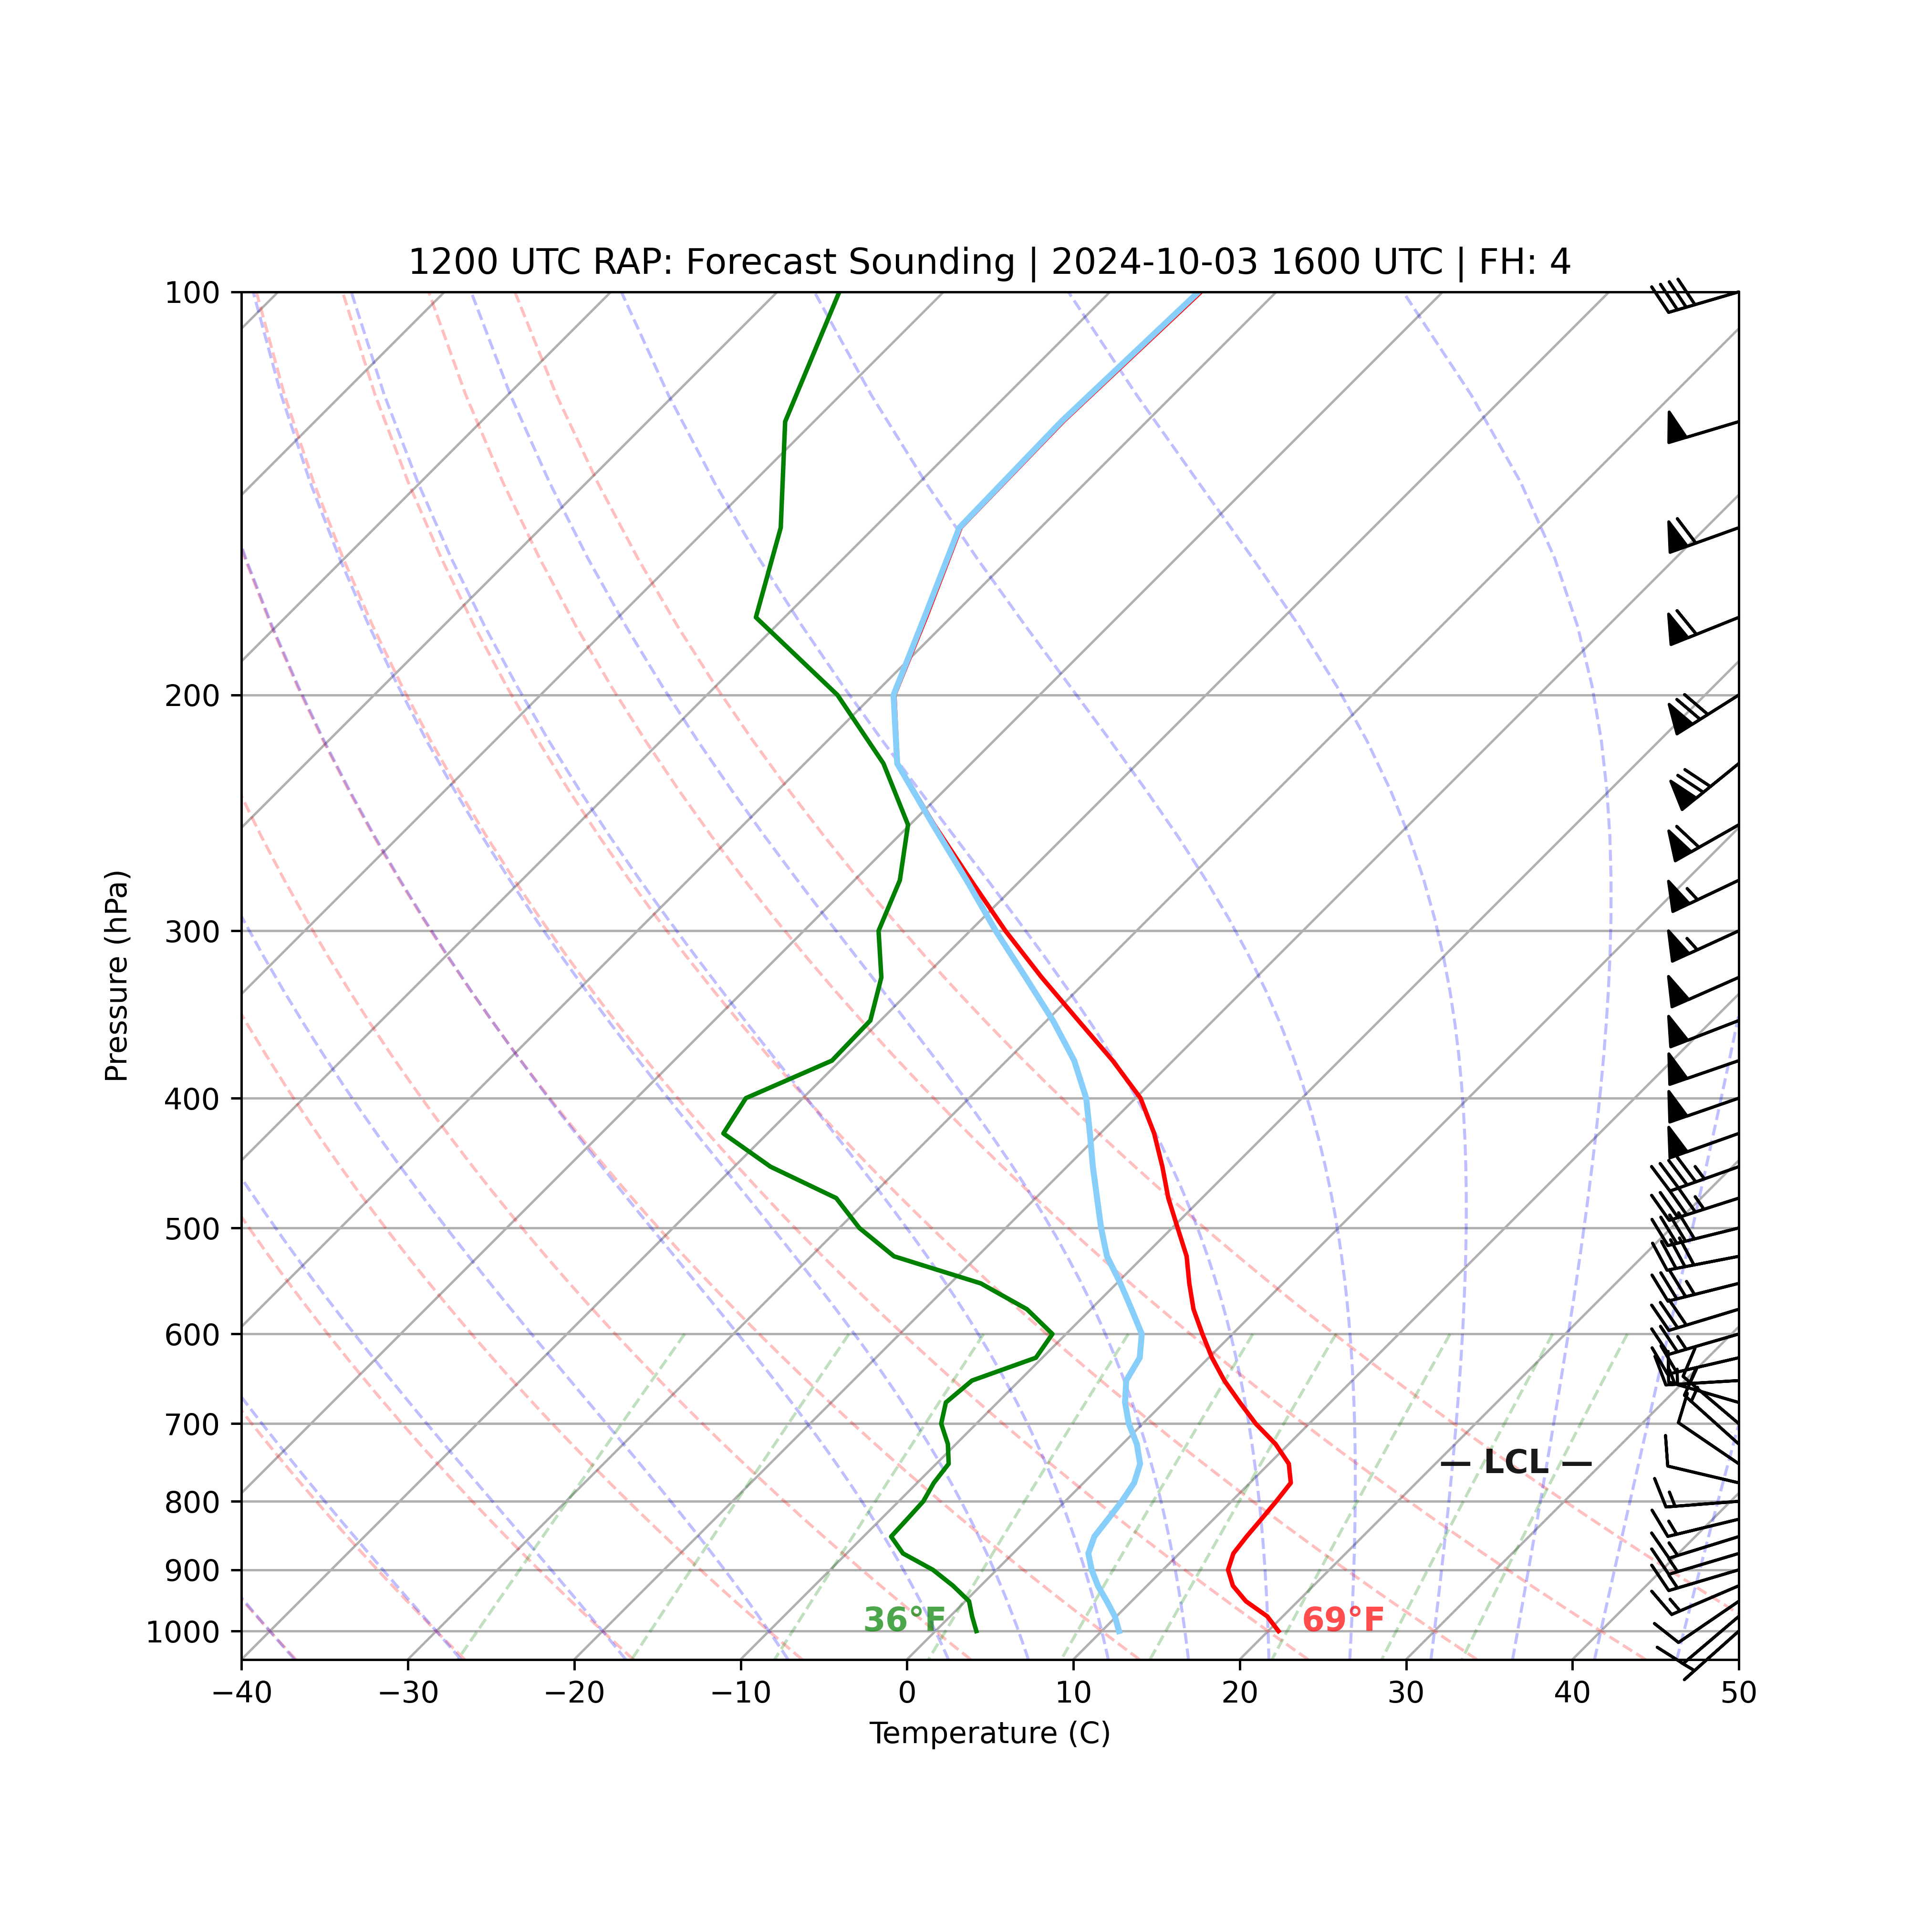 1200 UTC RAP: Forecast Sounding | 2024-10-03 1600 UTC | FH: 4
100
200
300
400
500
600
700
800
900
1000
Pressure (hPa)
— LCL —
36°F
69°F
−40 −30 −20 −10 0 10 20 30 40 50
Temperature (C)